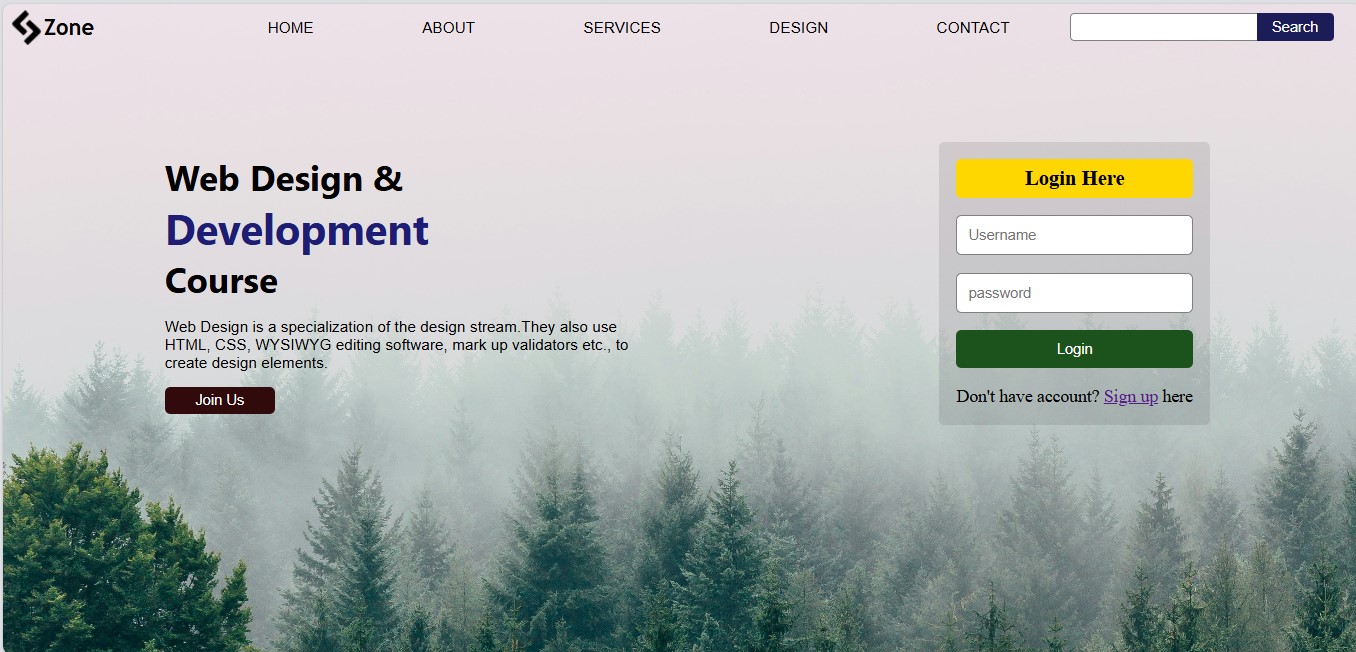 Zone
HOME
ABOUT
SERVICES
DESIGN
CONTACT
Search
Web Design &
Development
Course
Web Design is a specialization of the design stream.They also use
HTML, CSS, WYSIWYG editing software, mark up validators etc., to
create design elements.
Join Us
Login Here
Username
password
Login
Don't have account? Sign up here